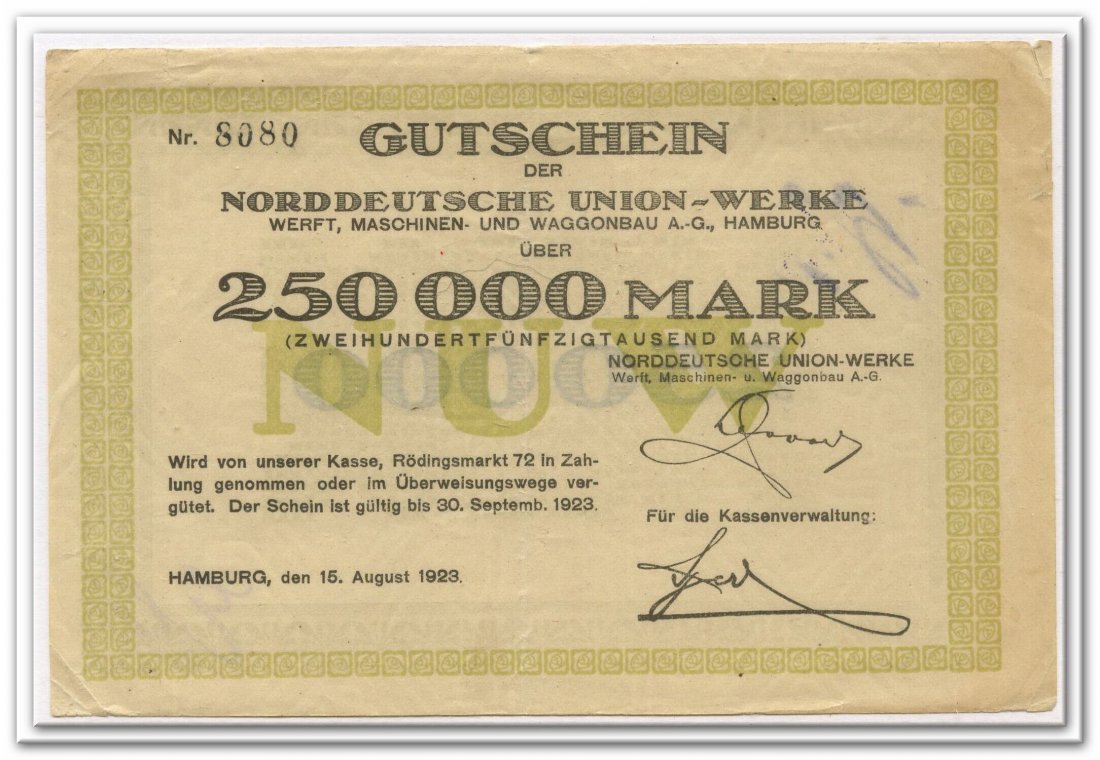 Nr. 8080
GUTSCHEIN
DER
NORDDEUTSCHE UNION-WERKE
WERFT, MASCHINEN- UND WAGGONBAU A.-G., HAMBURG
ÜBER
250 000 MARK
(ZWEIHUNDERTFÜNFZIGTAUSEND MARK)
NUW
NORDDEUTSCHE UNION-WERKE
Werft, Maschinen- u. Waggonbau A.-G.
Wird von unserer Kasse, Rödingsmarkt 72 in Zah-
lung genommen oder im Überweisungswege ver-
gütet. Der Schein ist gültig bis 30. Septemb. 1923.
Für die Kassenverwaltung:
HAMBURG, den 15. August 1923.